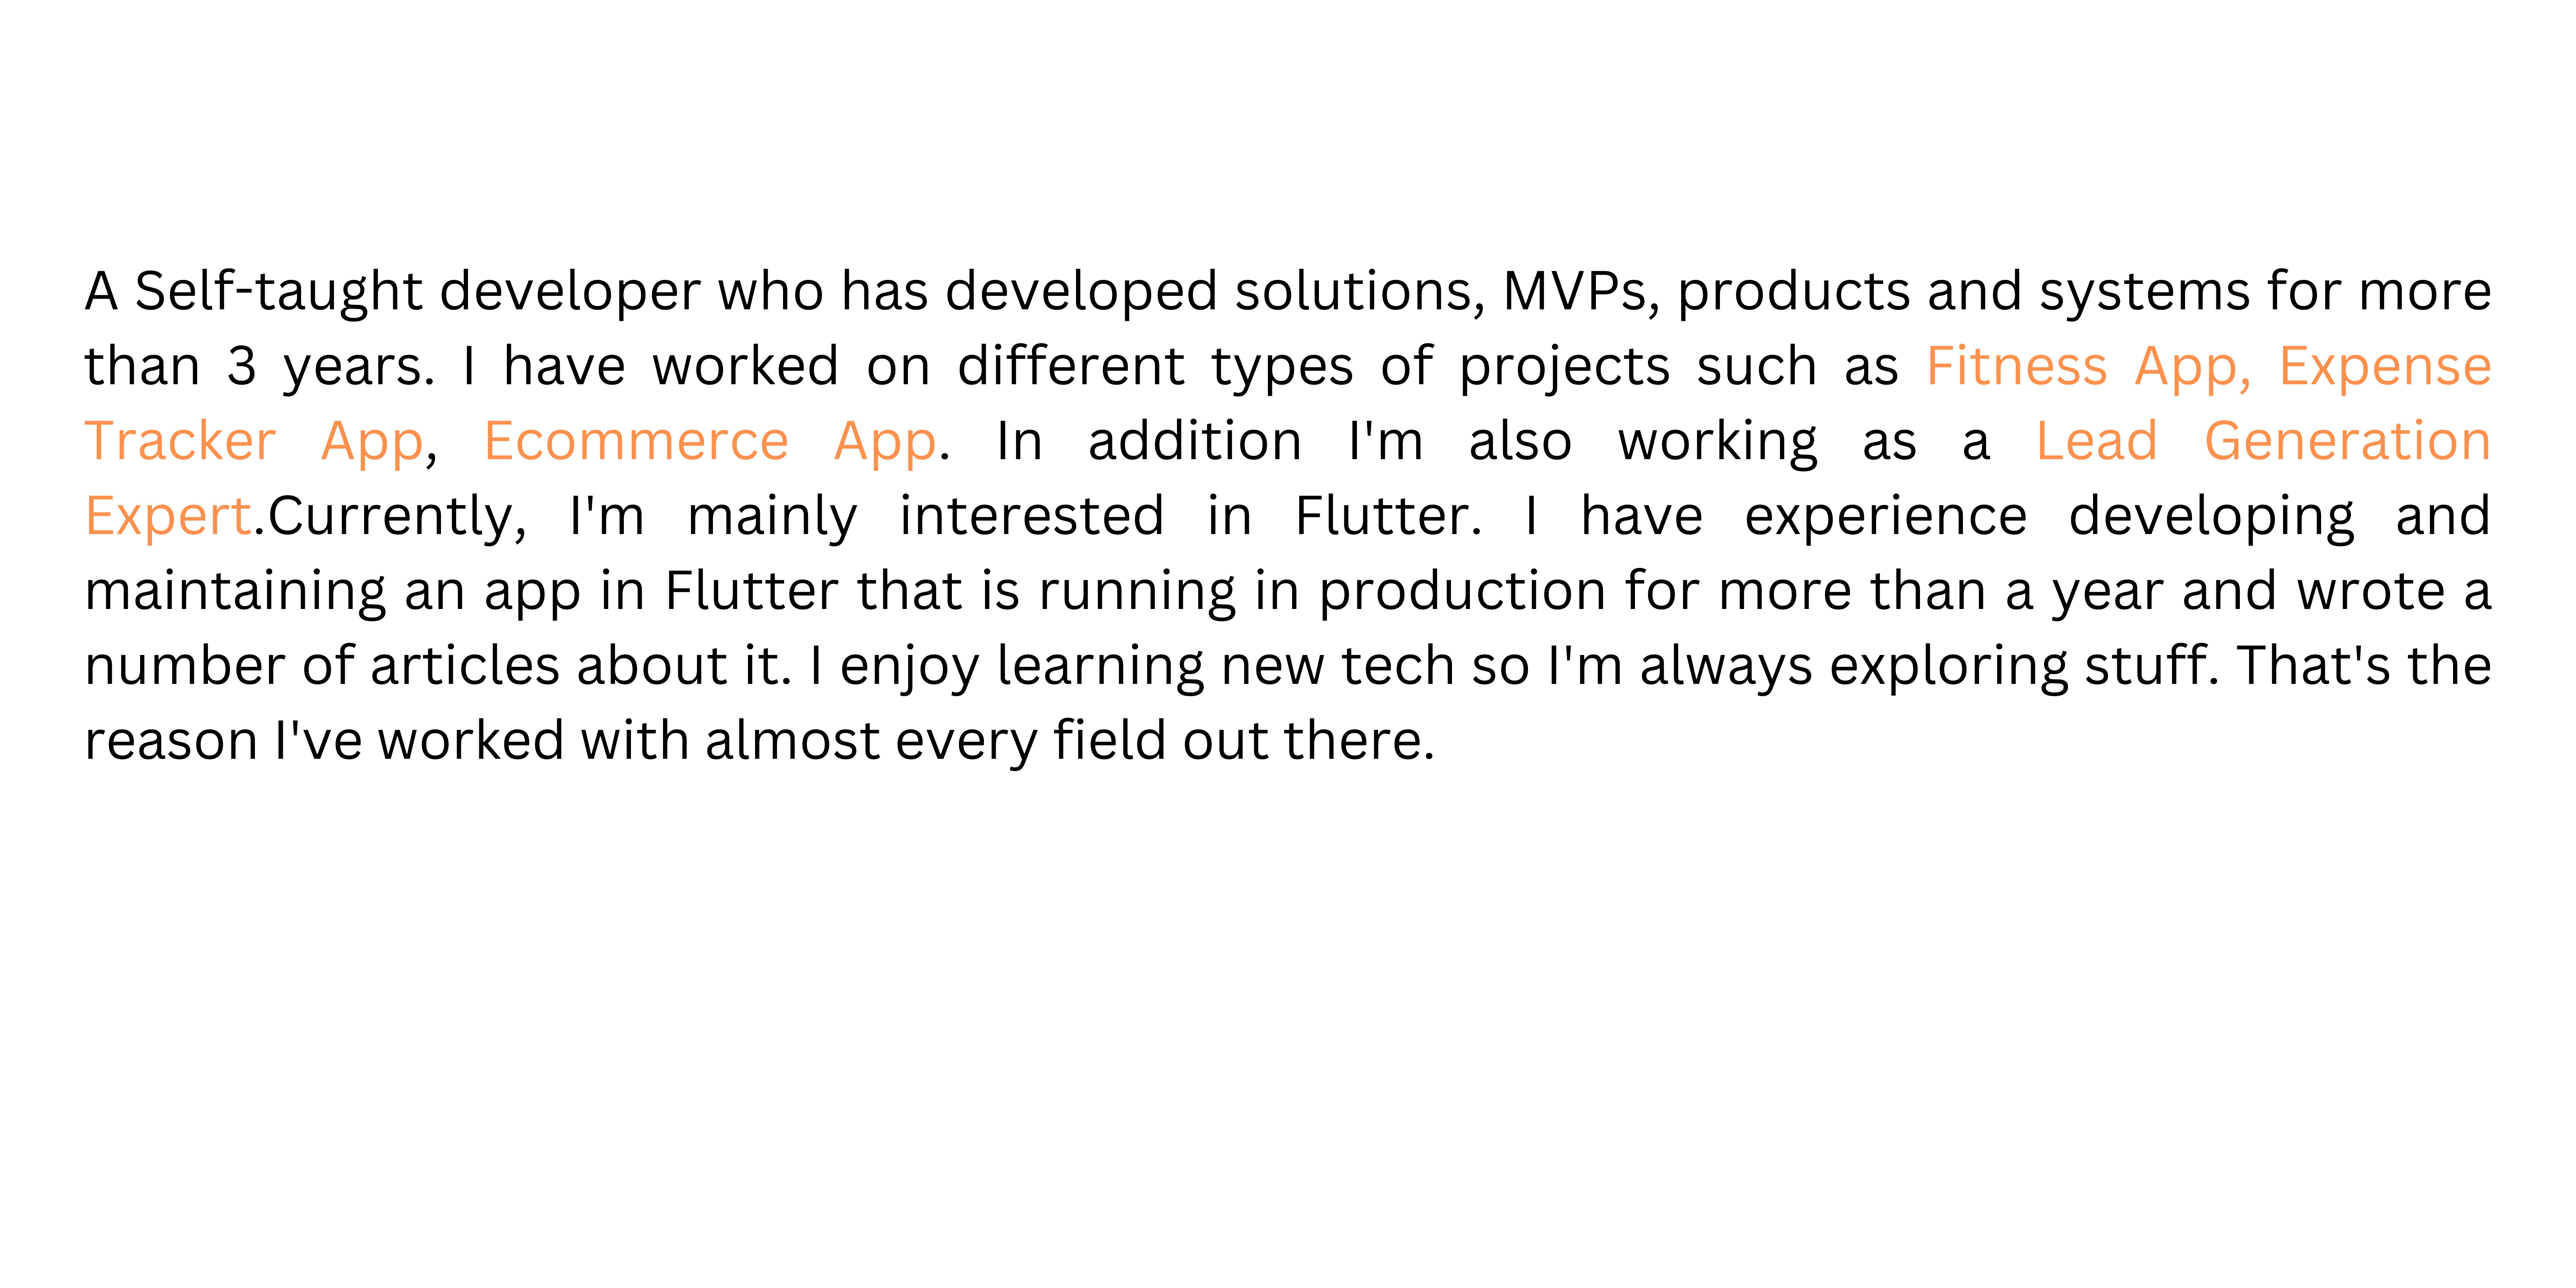 A Self-taught developer who has developed solutions, MVPs, products and systems for more
than 3 years. I have worked on different types of projects such as Fitness App, Expense
Tracker App, Ecommerce App. In addition I'm also working as a Lead Generation
Expert.Currently, I'm mainly interested in Flutter. I have experience developing and
maintaining an app in Flutter that is running in production for more than a year and wrote a
number of articles about it. I enjoy learning new tech so I'm always exploring stuff. That's the
reason I've worked with almost every field out there.